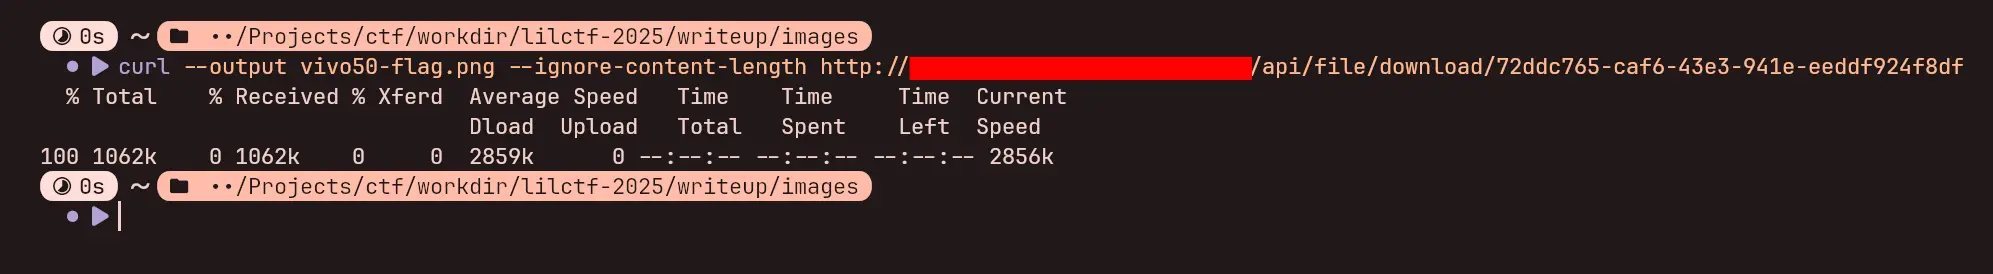 0s ~ ··/Projects/ctf/workdir/lilctf-2025/writeup/images
curl --output vivo50-flag.png --ignore-content-length http:///api/file/download/72ddc765-caf6-43e3-941e-eeddf924f8df
% Total % Received % Xferd Average Speed Time Time Time Current
Dload Upload Total Spent Left Speed
100 1062k 0 1062k 0 0 2859k 0 --:--:-- --:--:-- --:--:-- 2856k
0s ~ ··/Projects/ctf/workdir/lilctf-2025/writeup/images